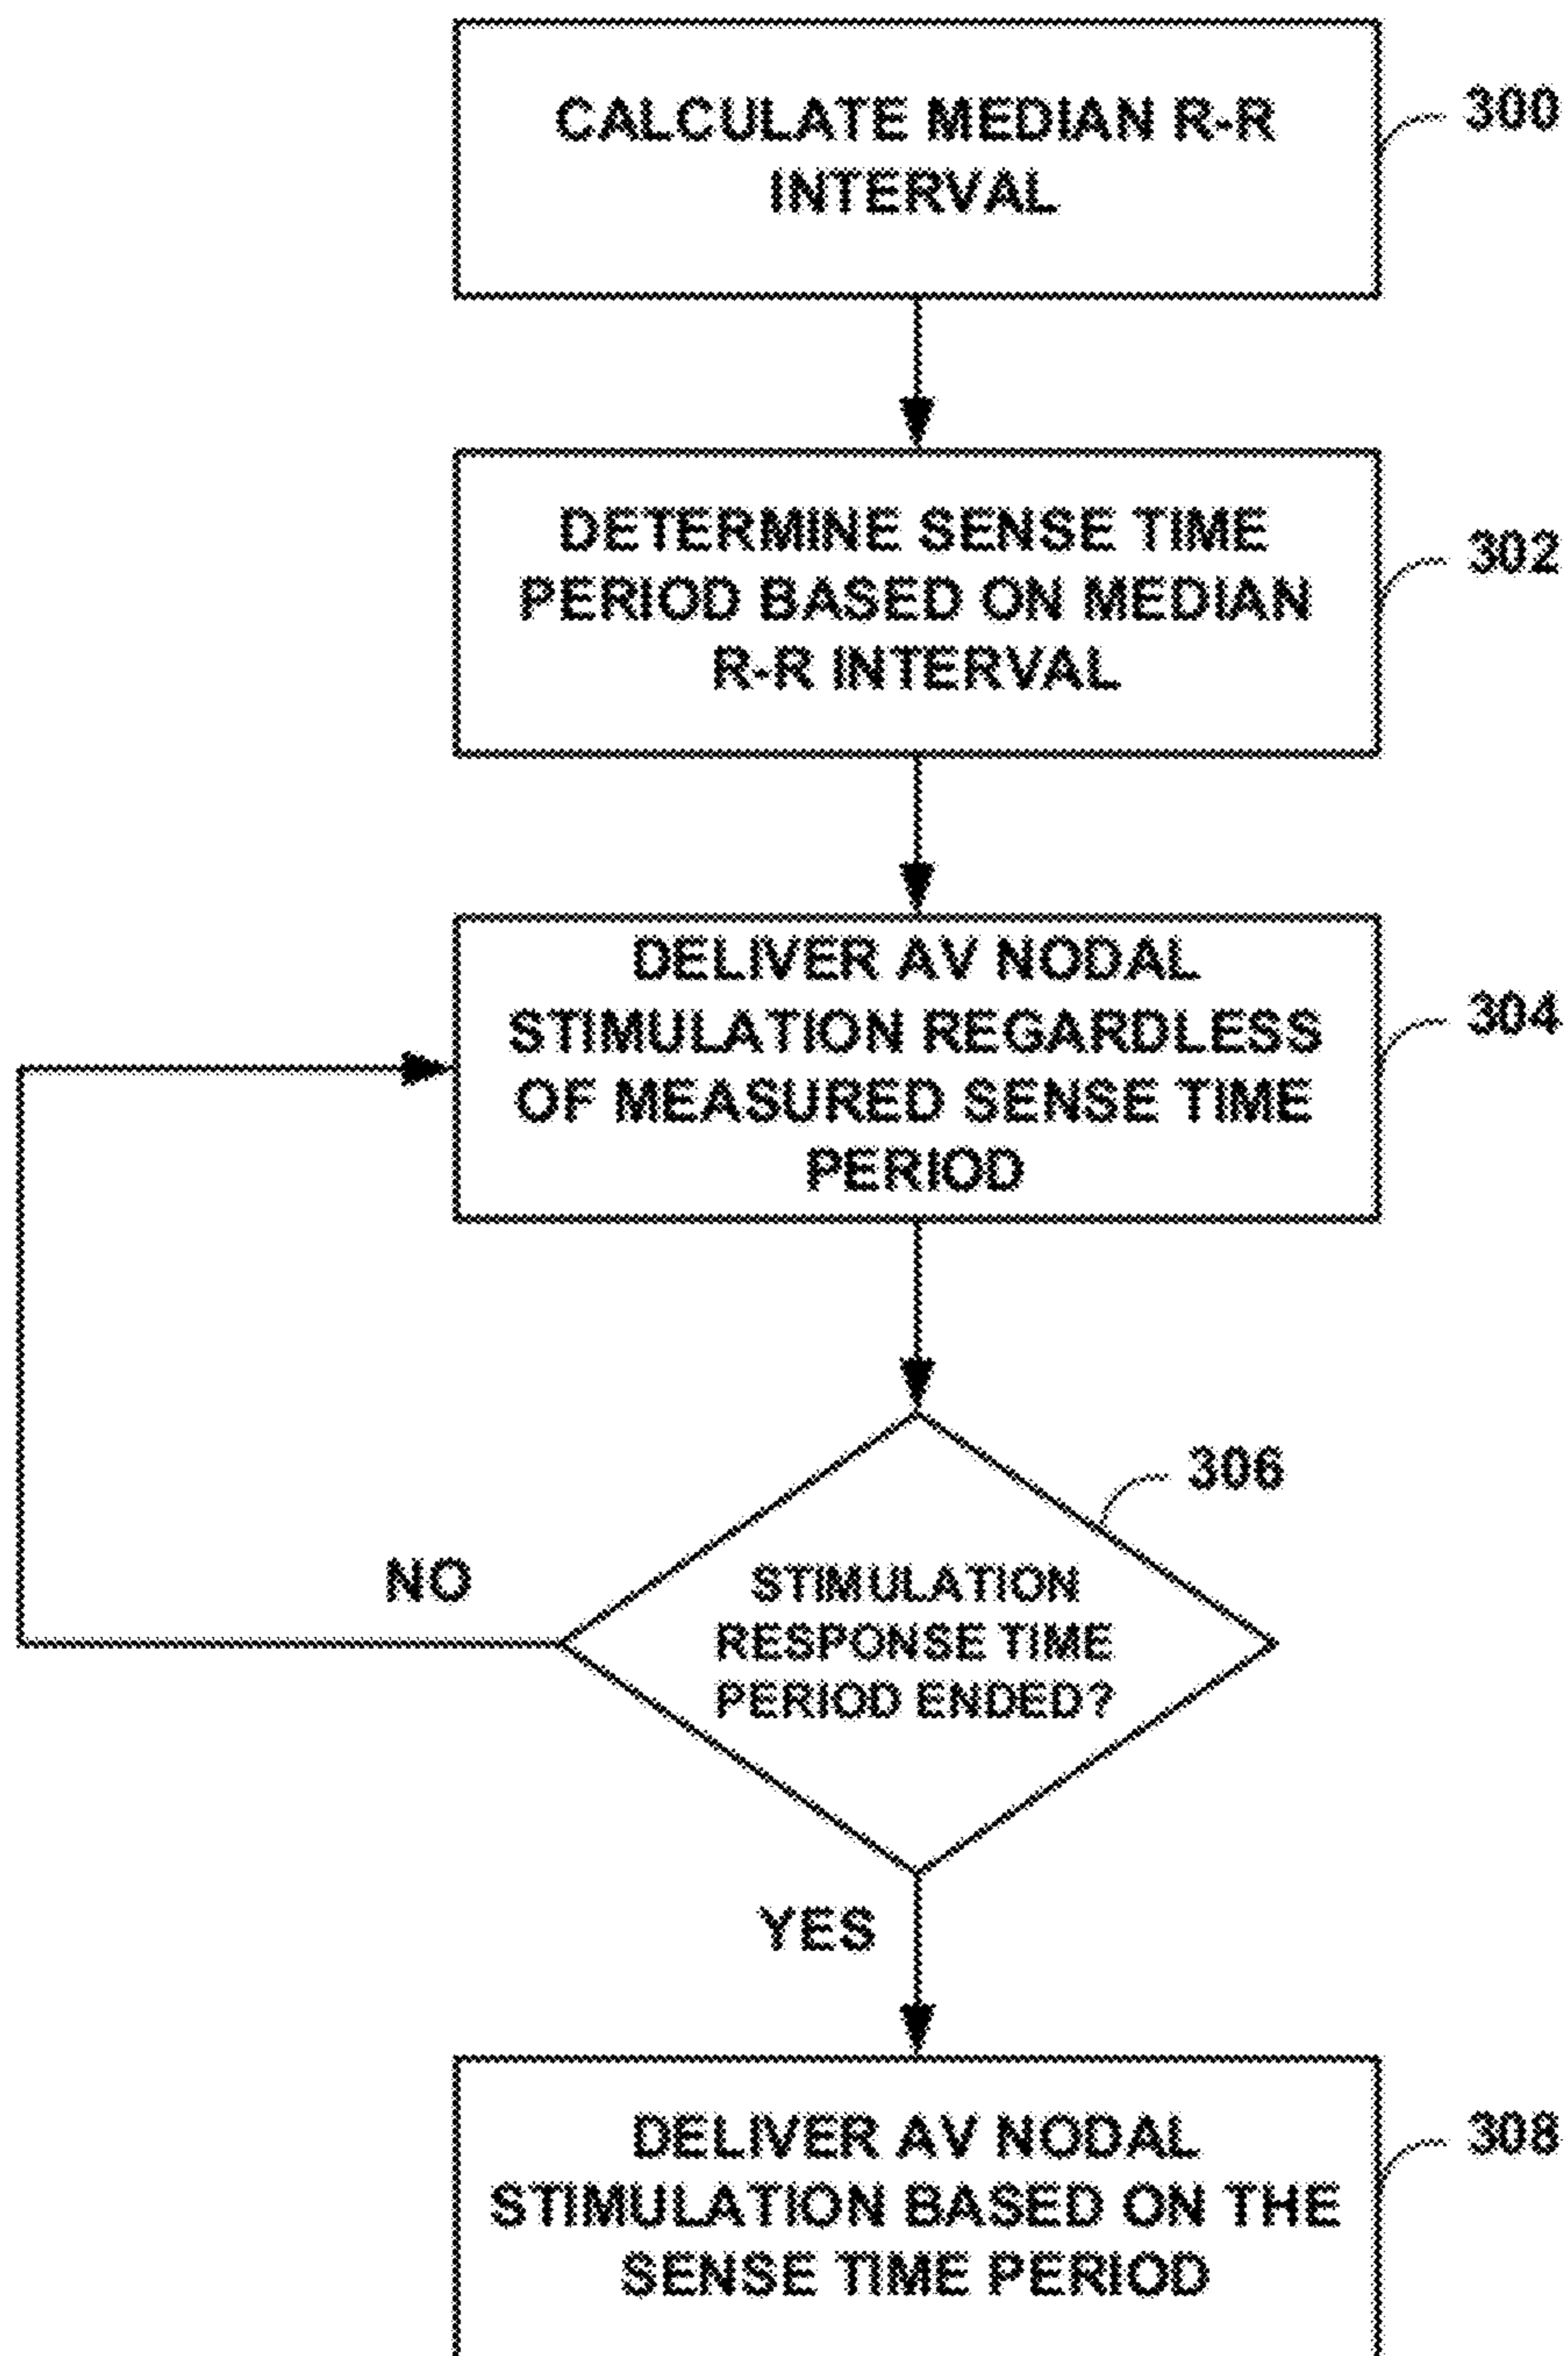 CALCULATE MEDIAN R-R
INTERVAL
300
DETERMINE SENSE TIME
PERIOD BASED ON MEDIAN
R-R INTERVAL
302
DELIVER AV NODAL
STIMULATION REGARDLESS
OF MEASURED SENSE TIME
PERIOD
304
306
STIMULATION
RESPONSE TIME
PERIOD ENDED?
NO
YES
DELIVER AV NODAL
STIMULATION BASED ON THE
SENSE TIME PERIOD
308